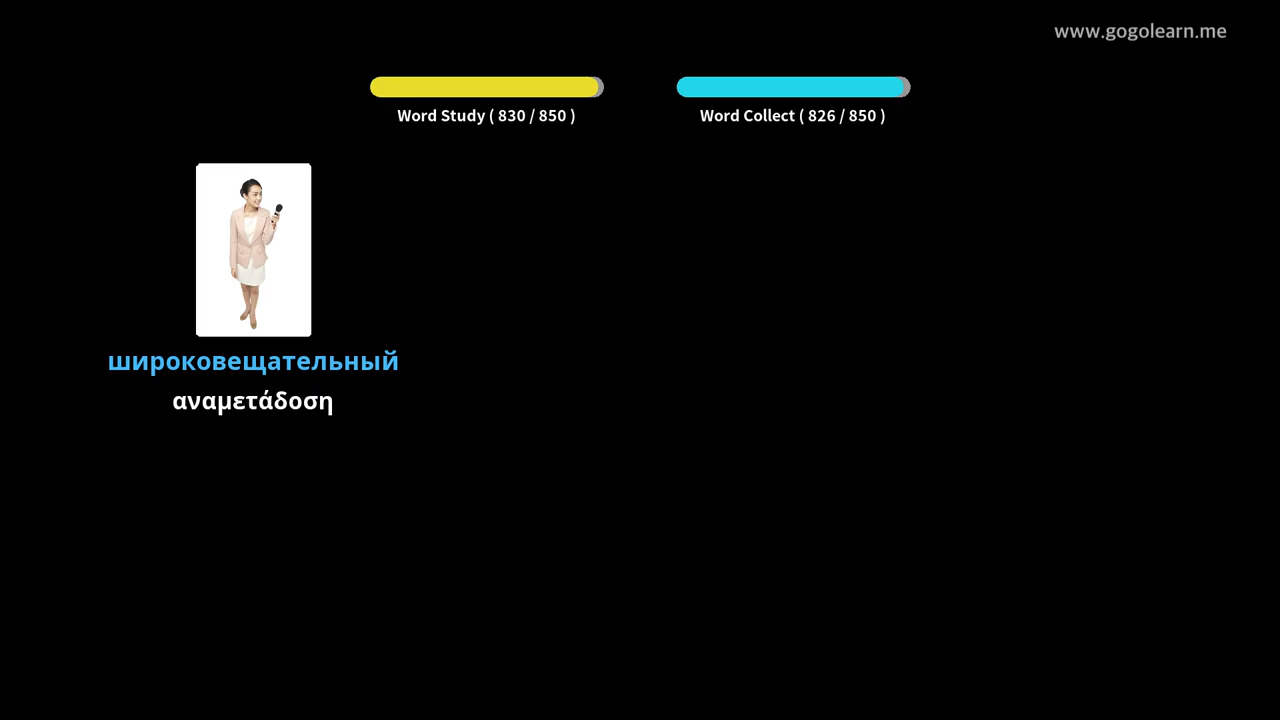 www.gogolearn.me
Word Study ( 830 / 850 )
Word Collect ( 826 / 850 )
широковещательный
αναμετάδοση